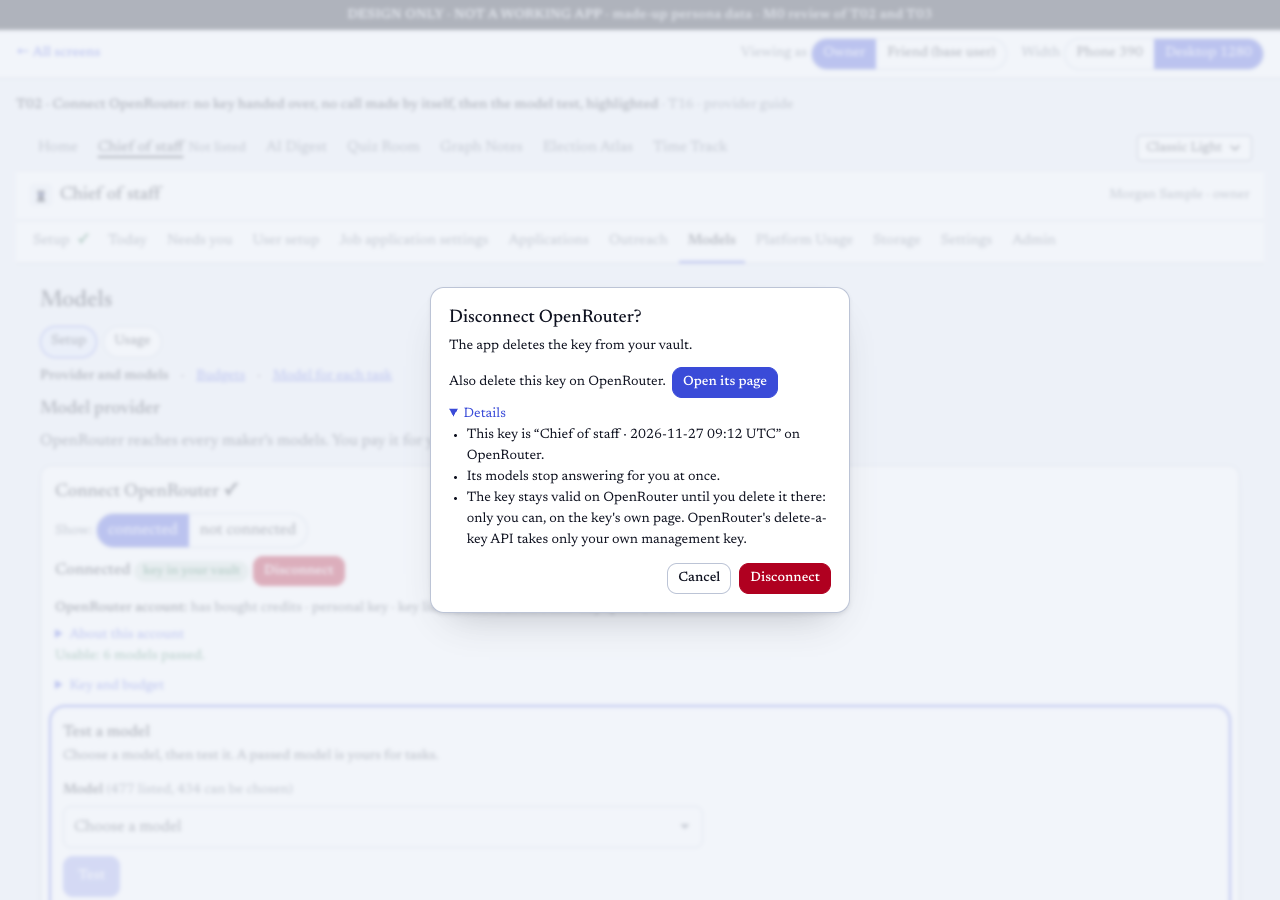 DESIGN ONLY · NOT A WORKING APP · made-up persona data · M0 review of T02 and T03
← All screens
Viewing as Owner Friend (base user) Width Phone 390 Desktop 1280
T02 · Connect OpenRouter: no key handed over, no call made by itself, then the model test, highlighted · T16 · provider guide
Home Chief of staff Not listed AI Digest Quiz Room Graph Notes Election Atlas Time Track Classic Light
Chief of staff Morgan Sample · owner
Setup ✓ Today Needs you User setup Job application settings Applications Outreach Models Platform Usage Storage Settings Admin
Models
Setup Usage
Provider and models · Budgets · Model for each task
Model provider
OpenRouter reaches every maker's models. You pay it for
Connect OpenRouter ✓
Show: connected not connected
Connected key in your vault Disconnect
OpenRouter account: has bought credits · personal key · key
▶ About this account
Usable: 6 models passed.
▶ Key and budget
Test a model
Choose a model, then test it. A passed model is yours for tasks.
Model (477 listed, 434 can be chosen)
Choose a model
Test
Disconnect OpenRouter?
The app deletes the key from your vault.
Also delete this key on OpenRouter. Open its page
▼ Details
• This key is “Chief of staff · 2026-11-27 09:12 UTC” on
OpenRouter.
• Its models stop answering for you at once.
• The key stays valid on OpenRouter until you delete it there:
only you can, on the key's own page. OpenRouter's delete-a-
key API takes only your own management key.
Cancel Disconnect